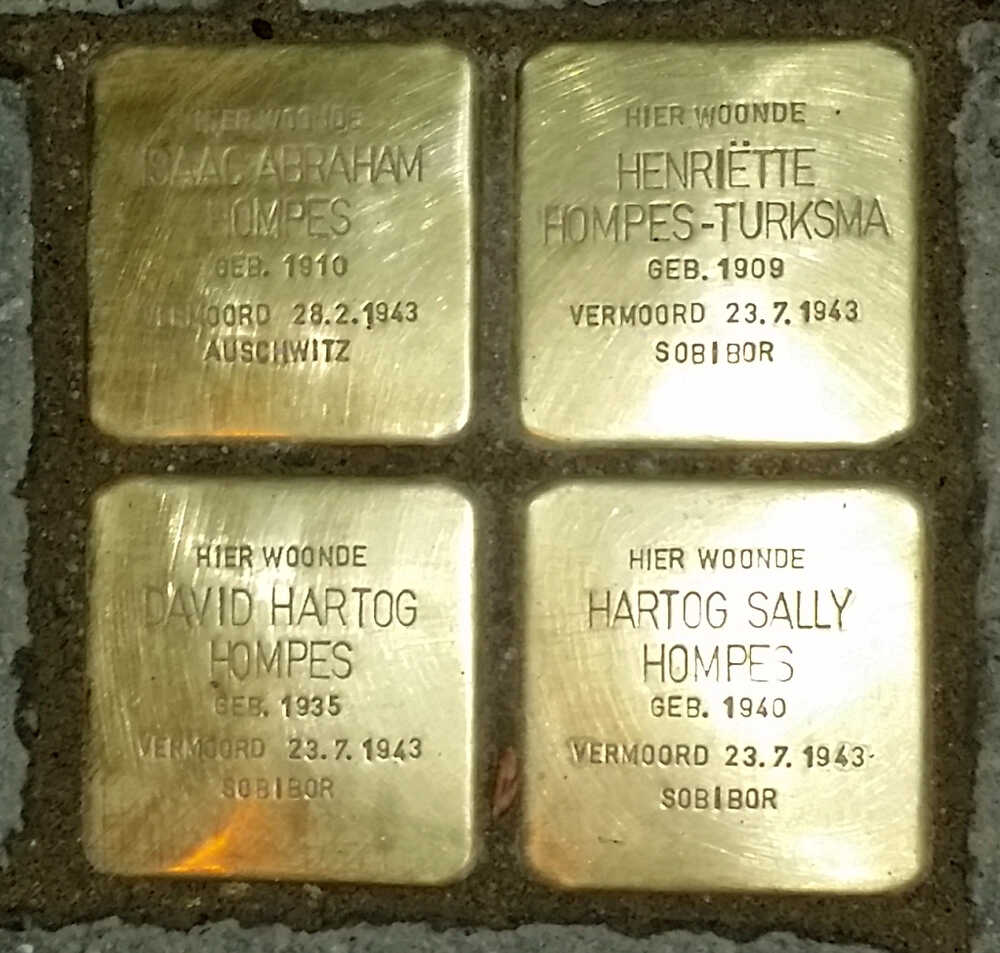 HIER WOONDE
ISAAC ABRAHAM
HOMPES
GEB. 1910
VERMOORD 28.2.1943
AUSCHWITZ
HIER WOONDE
HENRIËTTE
HOMPES-TURKSMA
GEB. 1909
VERMOORD 23.7.1943
SOBIBOR
HIER WOONDE
DAVID HARTOG
HOMPES
GEB. 1935
VERMOORD 23.7.1943
SOBIBOR
HIER WOONDE
HARTOG SALLY
HOMPES
GEB. 1940
VERMOORD 23.7.1943
SOBIBOR